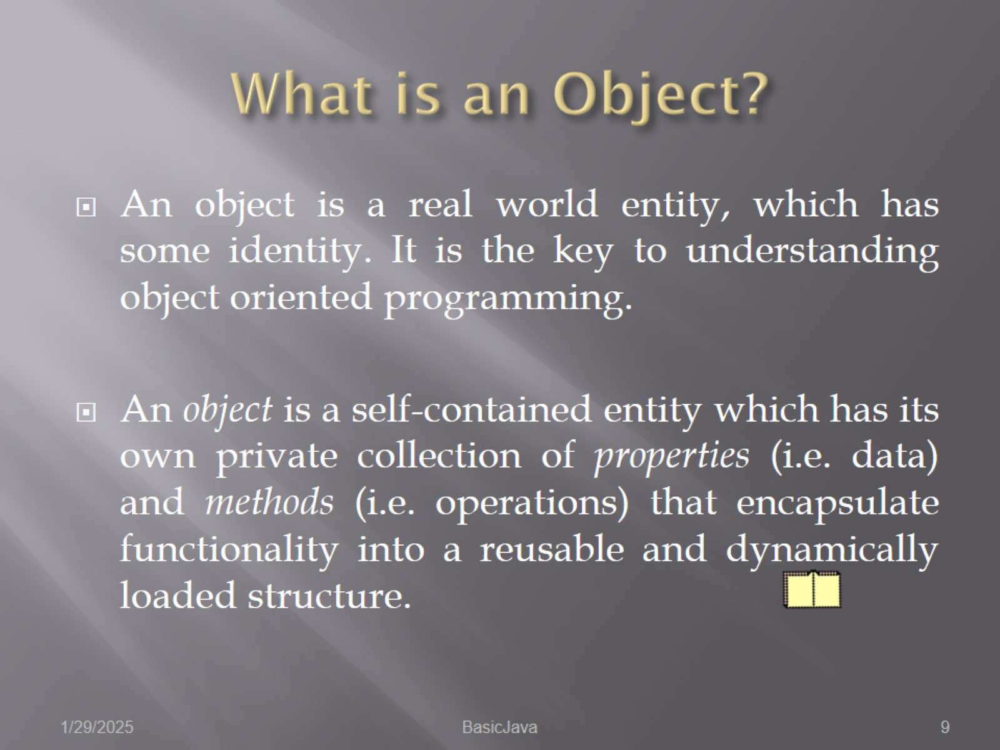 What is an Object?
An object is a real world entity, which has
some identity. It is the key to understanding
object oriented programming.
An object is a self-contained entity which has its
own private collection of properties (i.e. data)
and methods (i.e. operations) that encapsulate
functionality into a reusable and dynamically
loaded structure.
1/29/2025
BasicJava
9